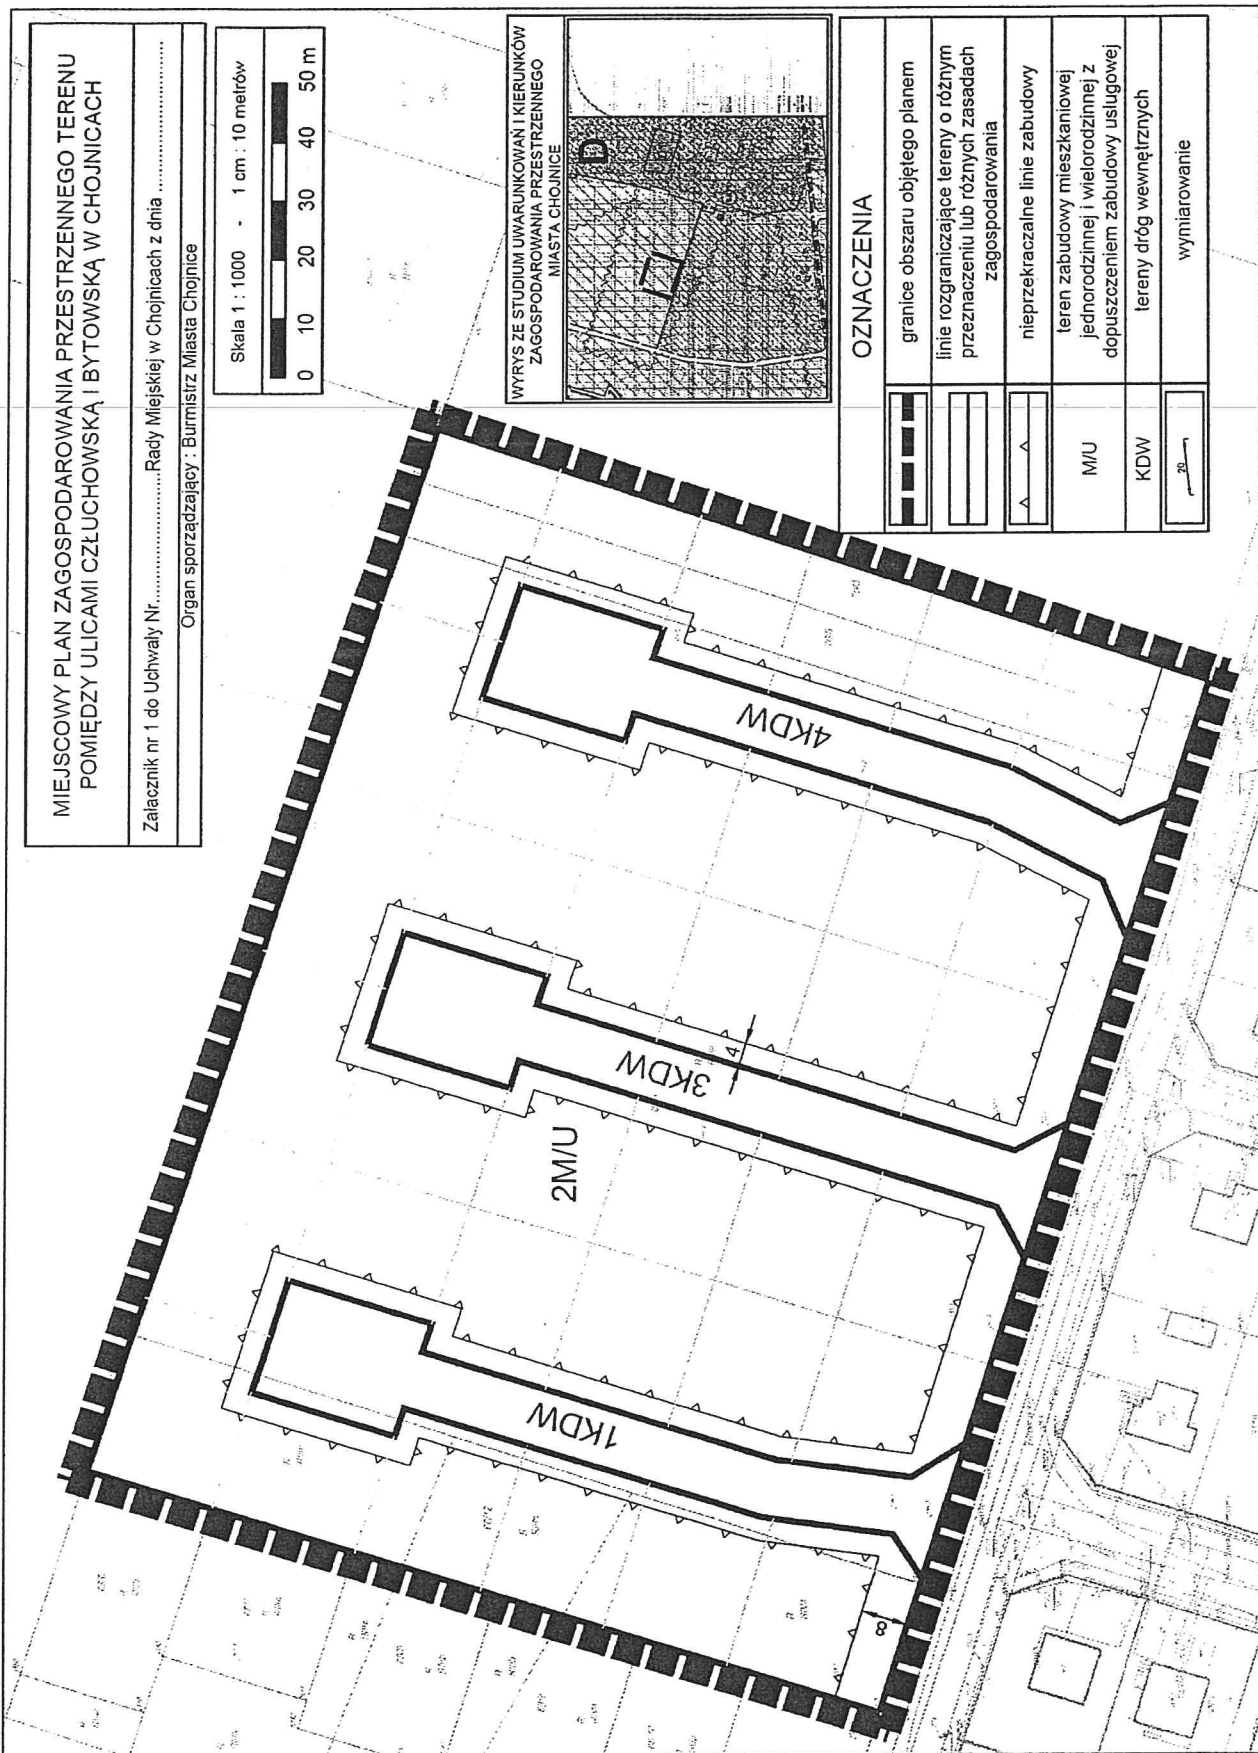 MIEJSCOWY PLAN ZAGOSPODAROWANIA PRZESTRZENNEGO TERENU
POMIĘDZY ULICAMI CZŁUCHOWSKĄ I BYTOWSKĄ W CHOJNICACH
Załacznik nr 1 do Uchwały Nr..............................Rady Miejskiej w Chojnicach z dnia ..............................
Organ sporządzający : Burmistrz Miasta Chojnice
Skala 1 : 1000 - 1 cm : 10 metrów
0 10 20 30 40 50 m
WYRYS ZE STUDIUM UWARUNKOWAŃ I KIERUNKÓW
ZAGOSPODAROWANIA PRZESTRZENNEGO
MIASTA CHOJNICE
D
OZNACZENIA
granice obszaru objętego planem
linie rozgraniczające tereny o różnym
przeznaczeniu lub różnych zasadach
zagospodarowania
nieprzekraczalne linie zabudowy
M/U
teren zabudowy mieszkaniowej
jednorodzinnej i wielorodzinnej z
dopuszczeniem zabudowy usługowej
KDW
tereny dróg wewnętrznych
20
wymiarowanie
1KDW
2M/U
3KDW
4KDW
4
8